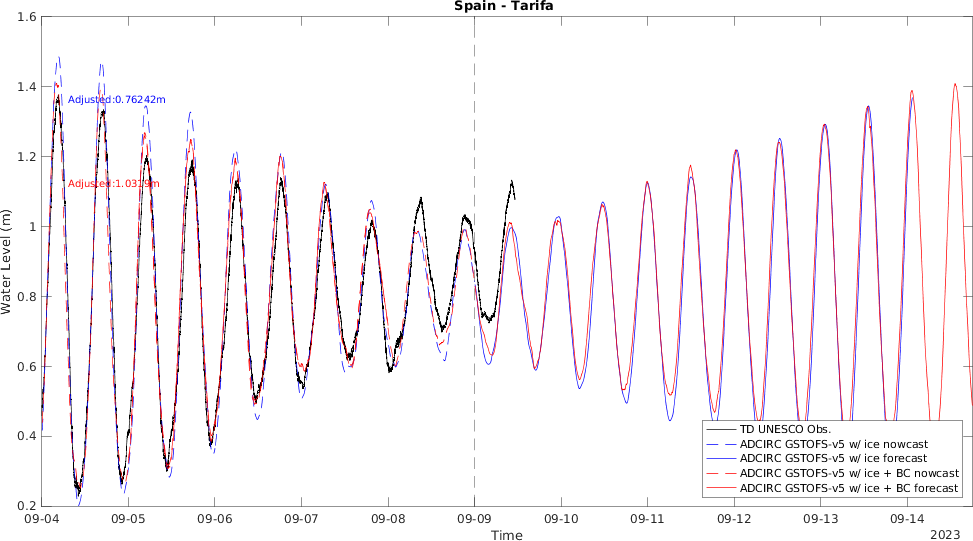 Spain - Tarifa
1.6
1.4
1.2
1
0.8
0.6
0.4
0.2
Water Level (m)
Adjusted:0.76242m
Adjusted:1.0319m
TD UNESCO Obs.
ADCIRC GSTOFS-v5 w/ ice nowcast
ADCIRC GSTOFS-v5 w/ ice forecast
ADCIRC GSTOFS-v5 w/ ice + BC nowcast
ADCIRC GSTOFS-v5 w/ ice + BC forecast
09-04 09-05 09-06 09-07 09-08 09-09 09-10 09-11 09-12 09-13 09-14
Time
2023